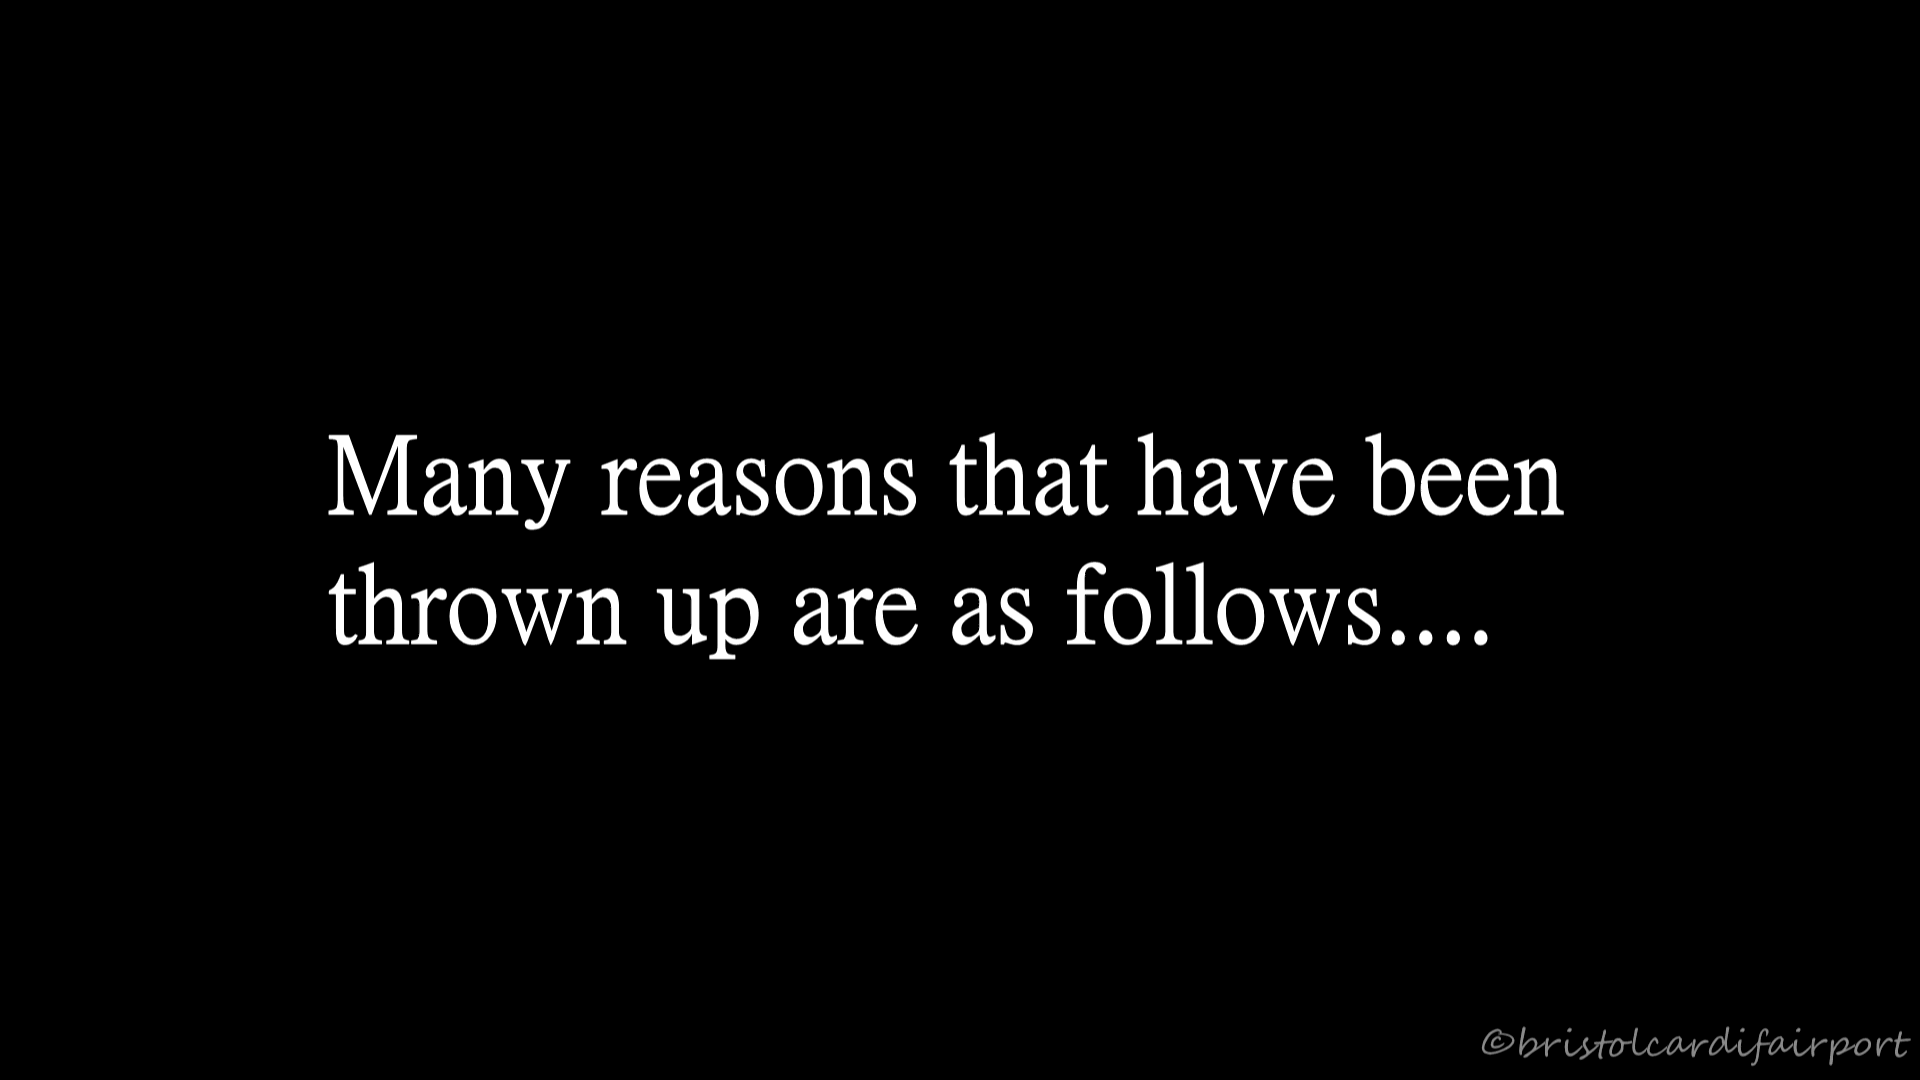 Many reasons that have been
thrown up are as follows....
©bristolcardifairport